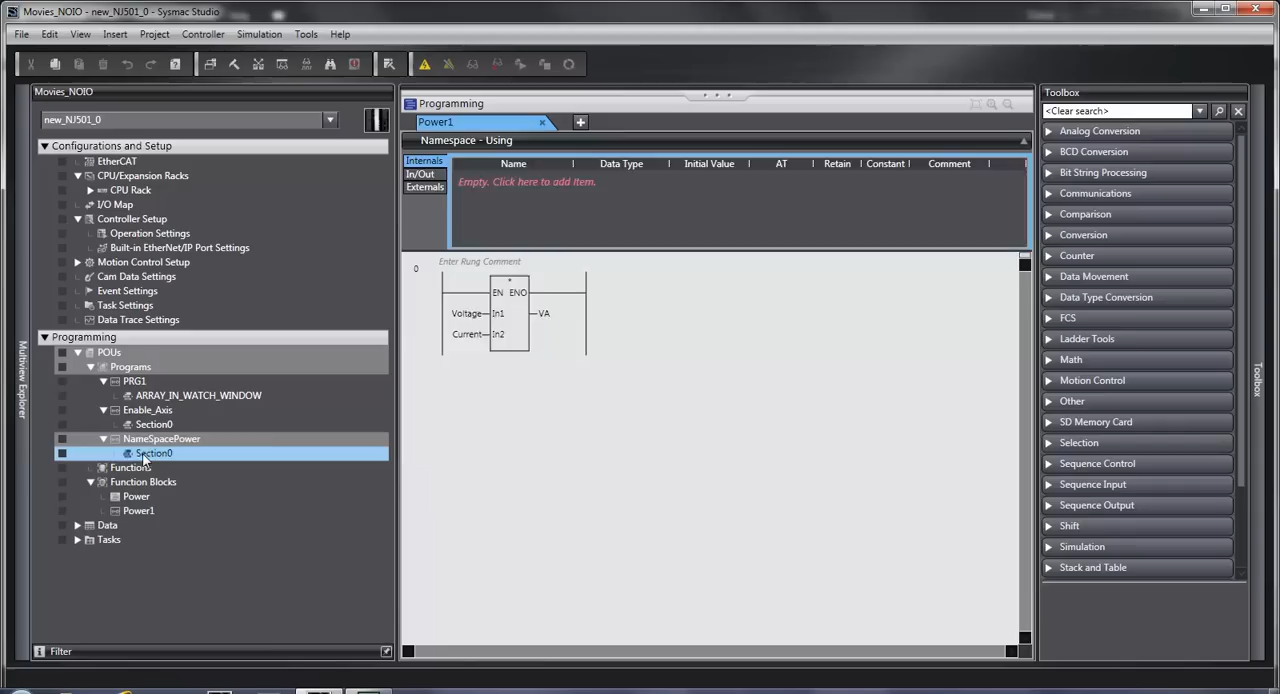 Movies_NOIO - new_NJ501_0 - Sysmac Studio
File Edit View Insert Project Controller Simulation Tools Help
Multiview Explorer
Movies_NOIO
new_NJ501_0
Configurations and Setup
EtherCAT
CPU/Expansion Racks
CPU Rack
I/O Map
Controller Setup
Operation Settings
Built-in EtherNet/IP Port Settings
Motion Control Setup
Cam Data Settings
Event Settings
Task Settings
Data Trace Settings
Programming
POUs
Programs
PRG1
ARRAY_IN_WATCH_WINDOW
Enable_Axis
Section0
NameSpacePower
Section0
Functions
Function Blocks
Power
Power1
Data
Tasks
Filter
Programming
Power1
Namespace - Using
Internals
In/Out
Externals
Name Data Type Initial Value AT Retain Constant Comment
Empty. Click here to add item.
0
Enter Rung Comment
*
EN ENO
Voltage In1 VA
Current In2
Toolbox
<Clear search>
Analog Conversion
BCD Conversion
Bit String Processing
Communications
Comparison
Conversion
Counter
Data Movement
Data Type Conversion
FCS
Ladder Tools
Math
Motion Control
Other
SD Memory Card
Selection
Sequence Control
Sequence Input
Sequence Output
Shift
Simulation
Stack and Table
Toolbox